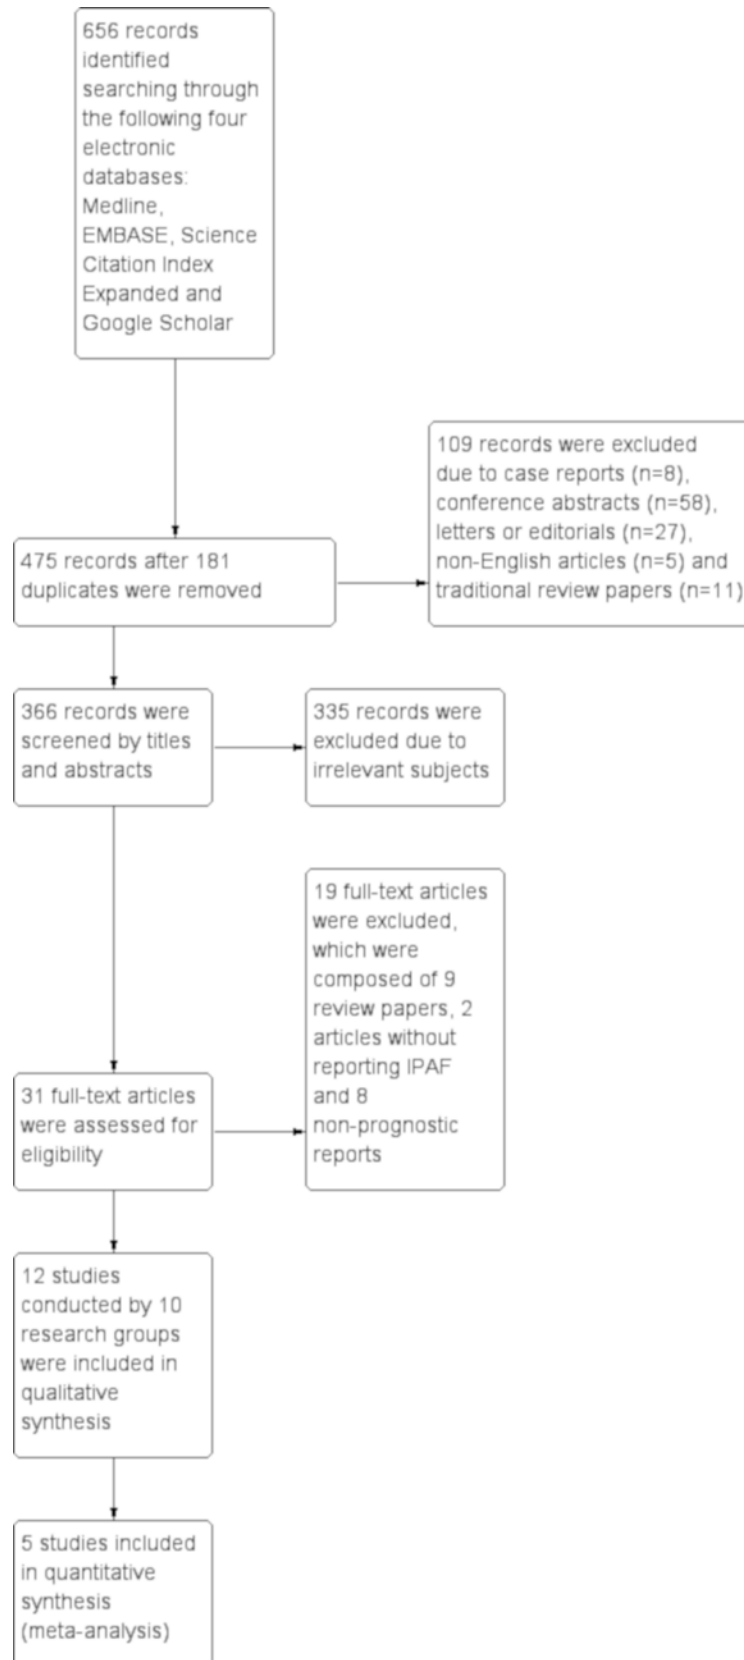 656 records
identified
searching through
the following four
electronic
databases:
Medline,
EMBASE, Science
Citation Index
Expanded and
Google Scholar
109 records were excluded
due to case reports (n=8),
conference abstracts (n=58),
letters or editorials (n=27),
non-English articles (n=5) and
traditional review papers (n=11)
475 records after 181
duplicates were removed
366 records were
screened by titles
and abstracts
335 records were
excluded due to
irrelevant subjects
19 full-text articles
were excluded,
which were
composed of 9
review papers, 2
articles without
reporting IPAF
and 8
non-prognostic
reports
31 full-text articles
were assessed for
eligibility
12 studies
conducted by 10
research groups
were included in
qualitative
synthesis
5 studies included
in quantitative
synthesis
(meta-analysis)